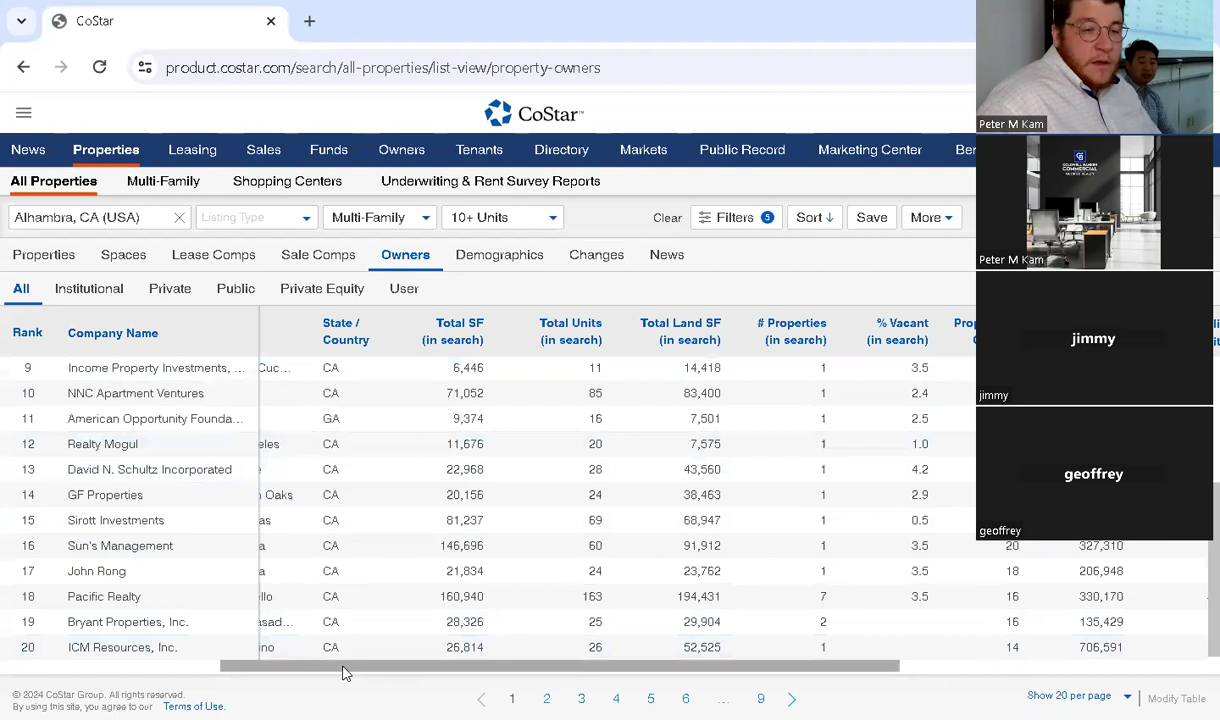 CoStar
product.costar.com/search/all-properties/list-view/property-owners
CoStar™
News Properties Leasing Sales Funds Owners Tenants Directory Markets Public Record Marketing Center Ben
All Properties Multi-Family Shopping Centers Underwriting & Rent Survey Reports
Alhambra, CA (USA) Listing Type Multi-Family 10+ Units Clear Filters 5 Sort Save More
Properties Spaces Lease Comps Sale Comps Owners Demographics Changes News
All Institutional Private Public Private Equity User
Rank Company Name State / Country Total SF (in search) Total Units (in search) Total Land SF (in search) # Properties (in search) % Vacant (in search) Prop
9 Income Property Investments, ... Cuc... CA 6,446 11 14,418 1 3.5
10 NNC Apartment Ventures CA 71,052 85 83,400 1 2.4
11 American Opportunity Founda... GA 9,374 16 7,501 1 2.5
12 Realty Mogul eles CA 11,676 20 7,575 1 1.0
13 David N. Schultz Incorporated e CA 22,968 28 43,560 1 4.2
14 GF Properties n Oaks CA 20,156 24 38,463 1 2.9
15 Sirott Investments as CA 81,237 69 68,947 1 0.5
16 Sun's Management a CA 146,696 60 91,912 1 3.5 20 327,310
17 John Rong a CA 21,834 24 23,762 1 3.5 18 206,948
18 Pacific Realty llo CA 160,940 163 194,431 7 3.5 16 330,170
19 Bryant Properties, Inc. asad... CA 28,326 25 29,904 2 16 135,429
20 ICM Resources, Inc. ino CA 26,814 26 52,525 1 14 706,591
© 2024 CoStar Group. All rights reserved.
By using this site, you agree to our Terms of Use.
1 2 3 4 5 6 ... 9
Show 20 per page Modify Table
Peter M Kam
COLDWELL BANKER
COMMERCIAL
Peter M Kam
jimmy
jimmy
geoffrey
geoffrey